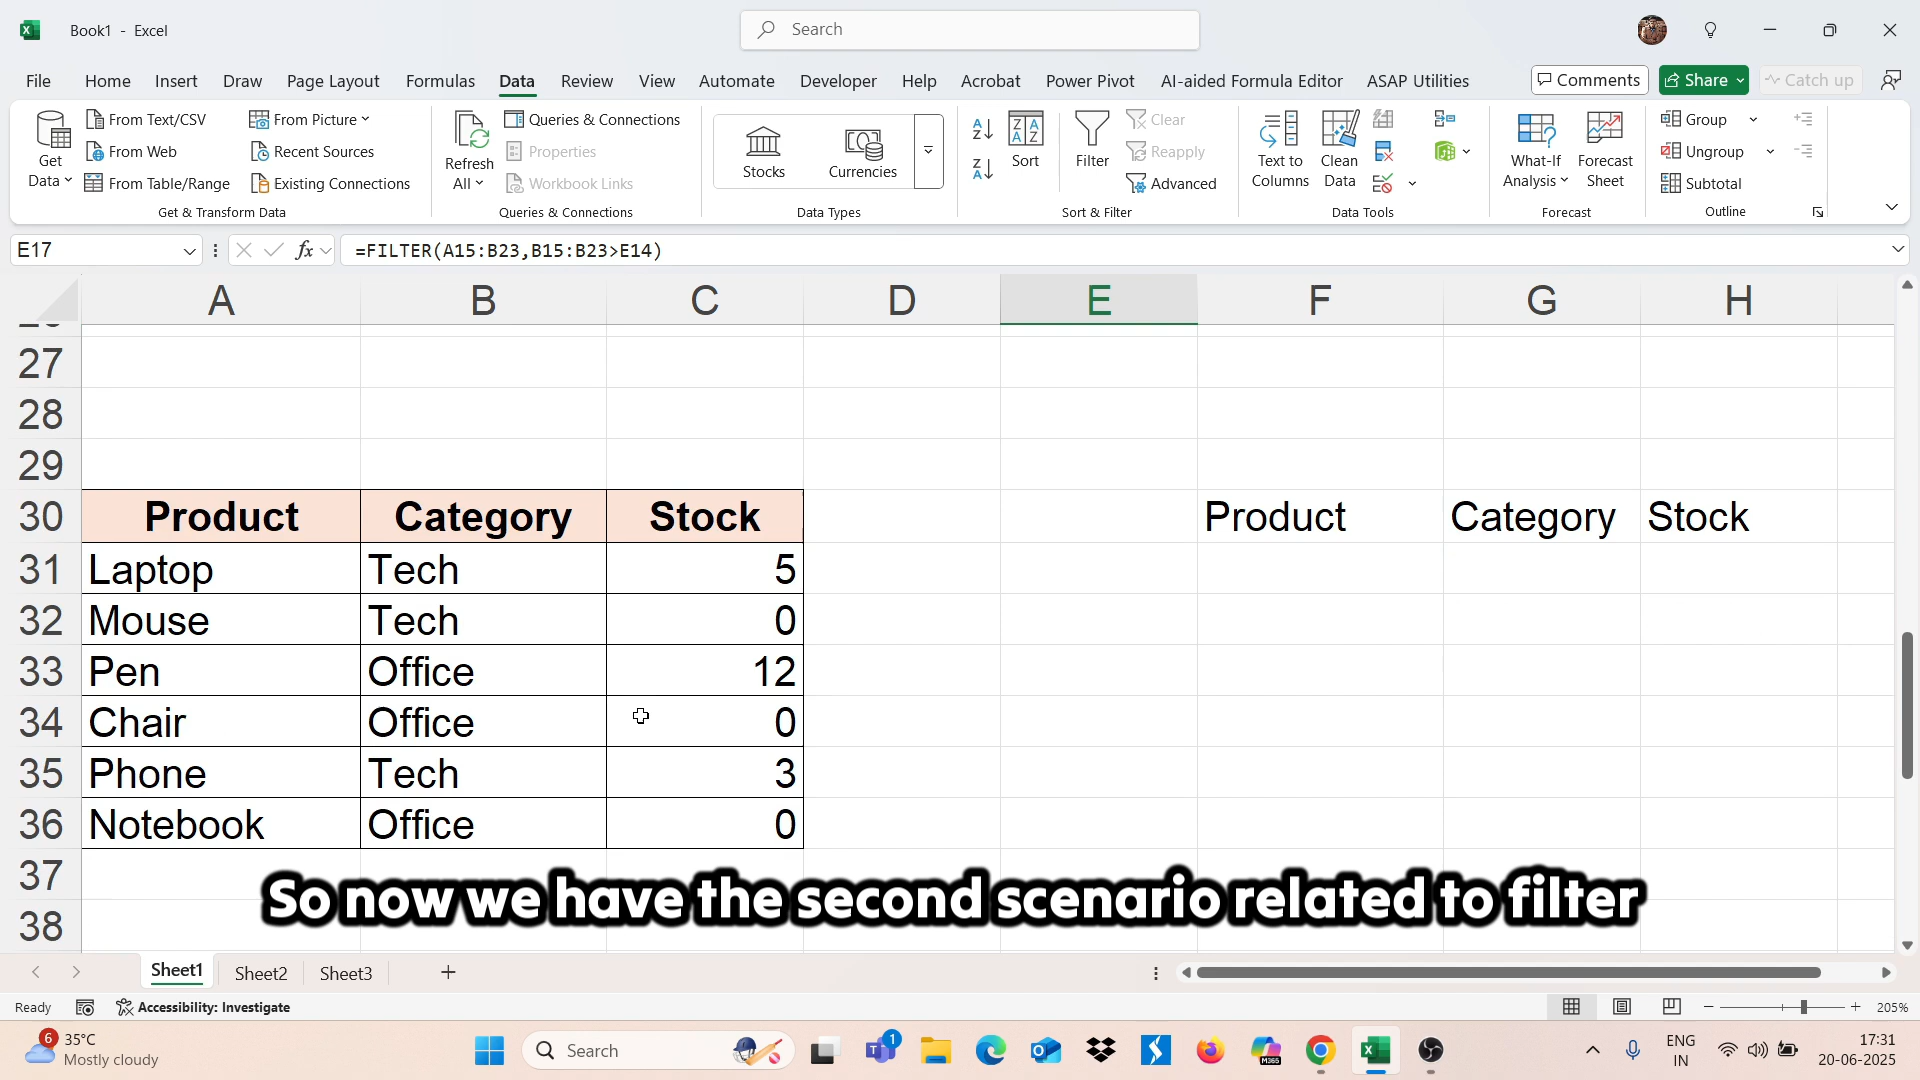 Book1 - Excel
Search
File Home Insert Draw Page Layout Formulas Data Review View Automate Developer Help Acrobat Power Pivot AI-aided Formula Editor ASAP Utilities
Comments Share Catch up
Get Data
From Text/CSV
From Web
From Table/Range
From Picture
Recent Sources
Existing Connections
Get & Transform Data
Refresh All
Queries & Connections
Properties
Workbook Links
Queries & Connections
Stocks
Currencies
Data Types
Sort
Filter
Clear
Reapply
Advanced
Sort & Filter
Text to Columns
Clean Data
Data Tools
What-If Analysis
Forecast Sheet
Forecast
Group
Ungroup
Subtotal
Outline
E17 fx =FILTER(A15:B23,B15:B23>E14)
A B C D E F G H
27
28
29
30 Product Category Stock Product Category Stock
31 Laptop Tech 5
32 Mouse Tech 0
33 Pen Office 12
34 Chair Office 0
35 Phone Tech 3
36 Notebook Office 0
37
38
So now we have the second scenario related to filter
Sheet1 Sheet2 Sheet3
Ready Accessibility: Investigate 205%
6 35°C
Mostly cloudy
Search
1
M365
ENG
IN
17:31
20-06-2025